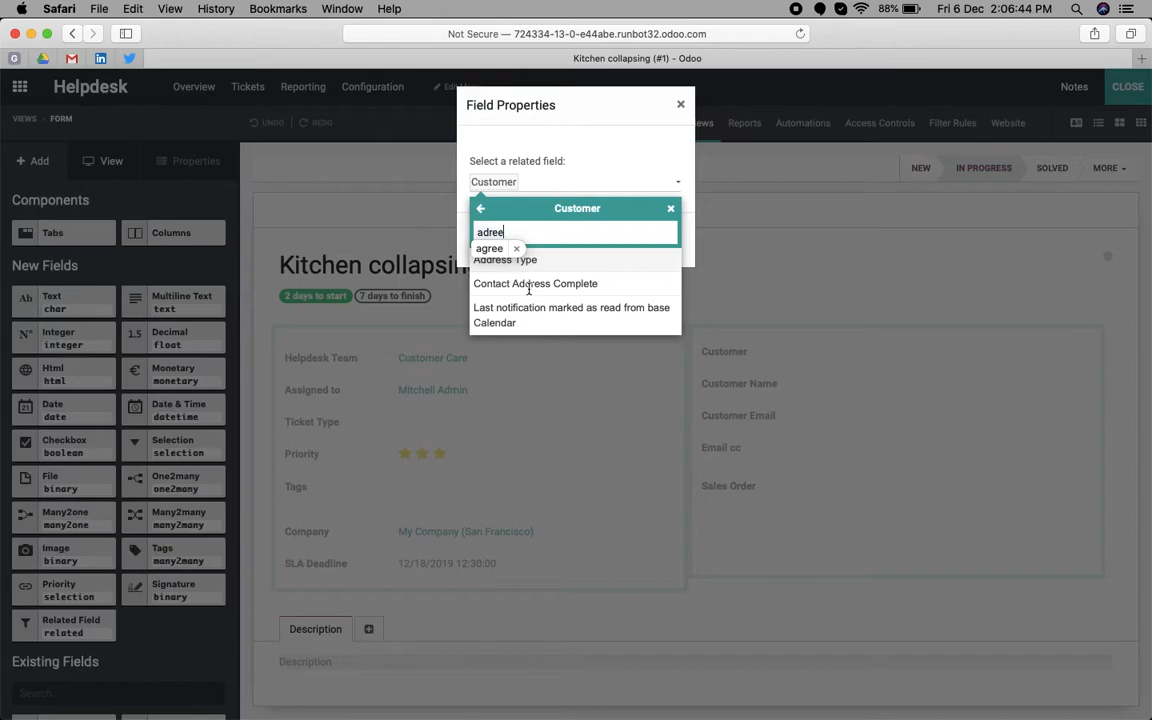 Safari File Edit View History Bookmarks Window Help 88% Fri 6 Dec 2:06:44 PM
Not Secure — 724334-13-0-e44abe.runbot32.odoo.com
Kitchen collapsing (#1) - Odoo
Helpdesk Overview Tickets Reporting Configuration Notes CLOSE
VIEWS FORM UNDO REDO Reports Automations Access Controls Filter Rules Website
Field Properties
Add View Properties
Select a related field:
NEW IN PROGRESS SOLVED MORE
Customer
Components
Tabs Columns
Customer
adree
agree
Address Type
Contact Address Complete
Last notification marked as read from base
Calendar
New Fields
Text char
Multiline Text text
Integer integer
Decimal float
Html html
Monetary monetary
Date date
Date & Time datetime
Checkbox boolean
Selection selection
File binary
One2many one2many
Many2one many2one
Many2many many2many
Image binary
Tags many2many
Priority selection
Signature binary
Related Field related
Existing Fields
Search...
Kitchen collapsin
2 days to start 7 days to finish
Helpdesk Team Customer Care
Assigned to Mitchell Admin
Ticket Type
Priority
Tags
Company My Company (San Francisco)
SLA Deadline 12/18/2019 12:30:00
Customer
Customer Name
Customer Email
Email cc
Sales Order
Description
Description